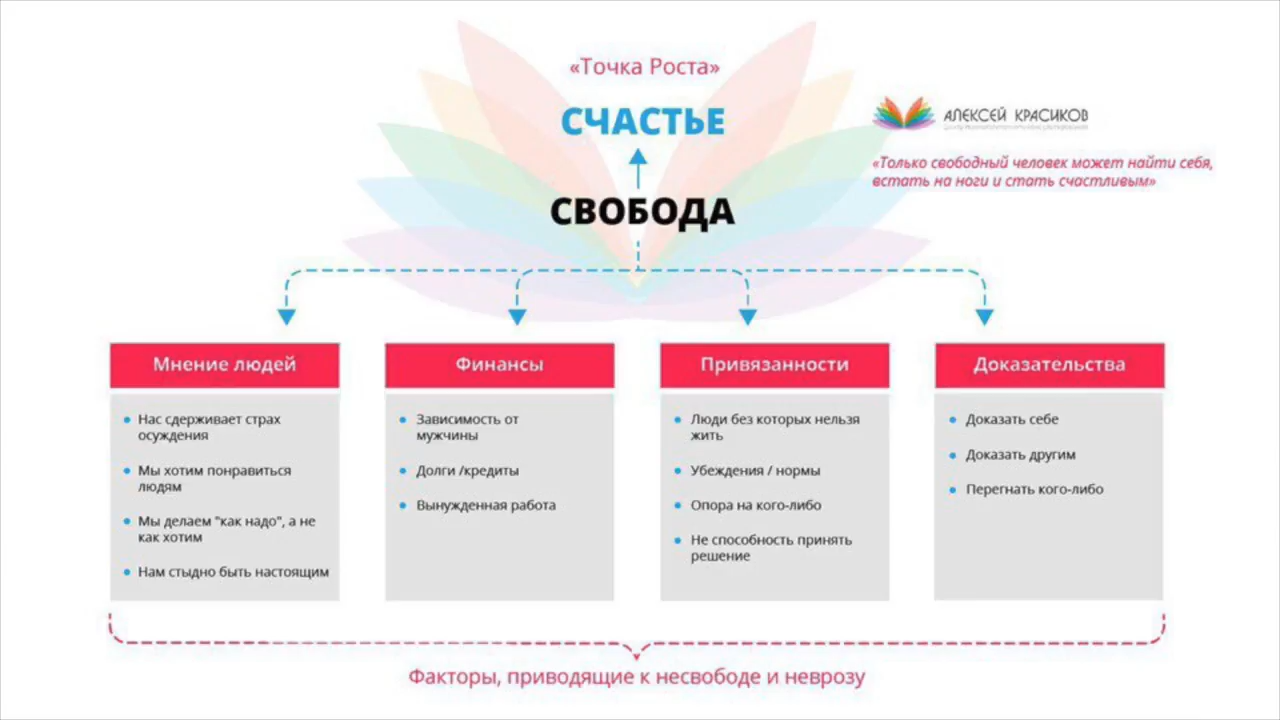 «Точка Роста»
СЧАСТЬЕ
АЛЕКСЕЙ КРАСИКОВ
«Только свободный человек может найти себя,
встать на ноги и стать счастливым»
СВОБОДА
Мнение людей
Нас сдерживает страх
осуждения
Мы хотим понравиться
людям
Мы делаем "как надо", а не
как хотим
Нам стыдно быть настоящим
Финансы
Зависимость от
мужчины
Долги /кредиты
Вынужденная работа
Привязанности
Люди без которых нельзя
жить
Убеждения / нормы
Опора на кого-либо
Не способность принять
решение
Доказательства
Доказать себе
Доказать другим
Перегнать кого-либо
Факторы, приводящие к несвободе и неврозу